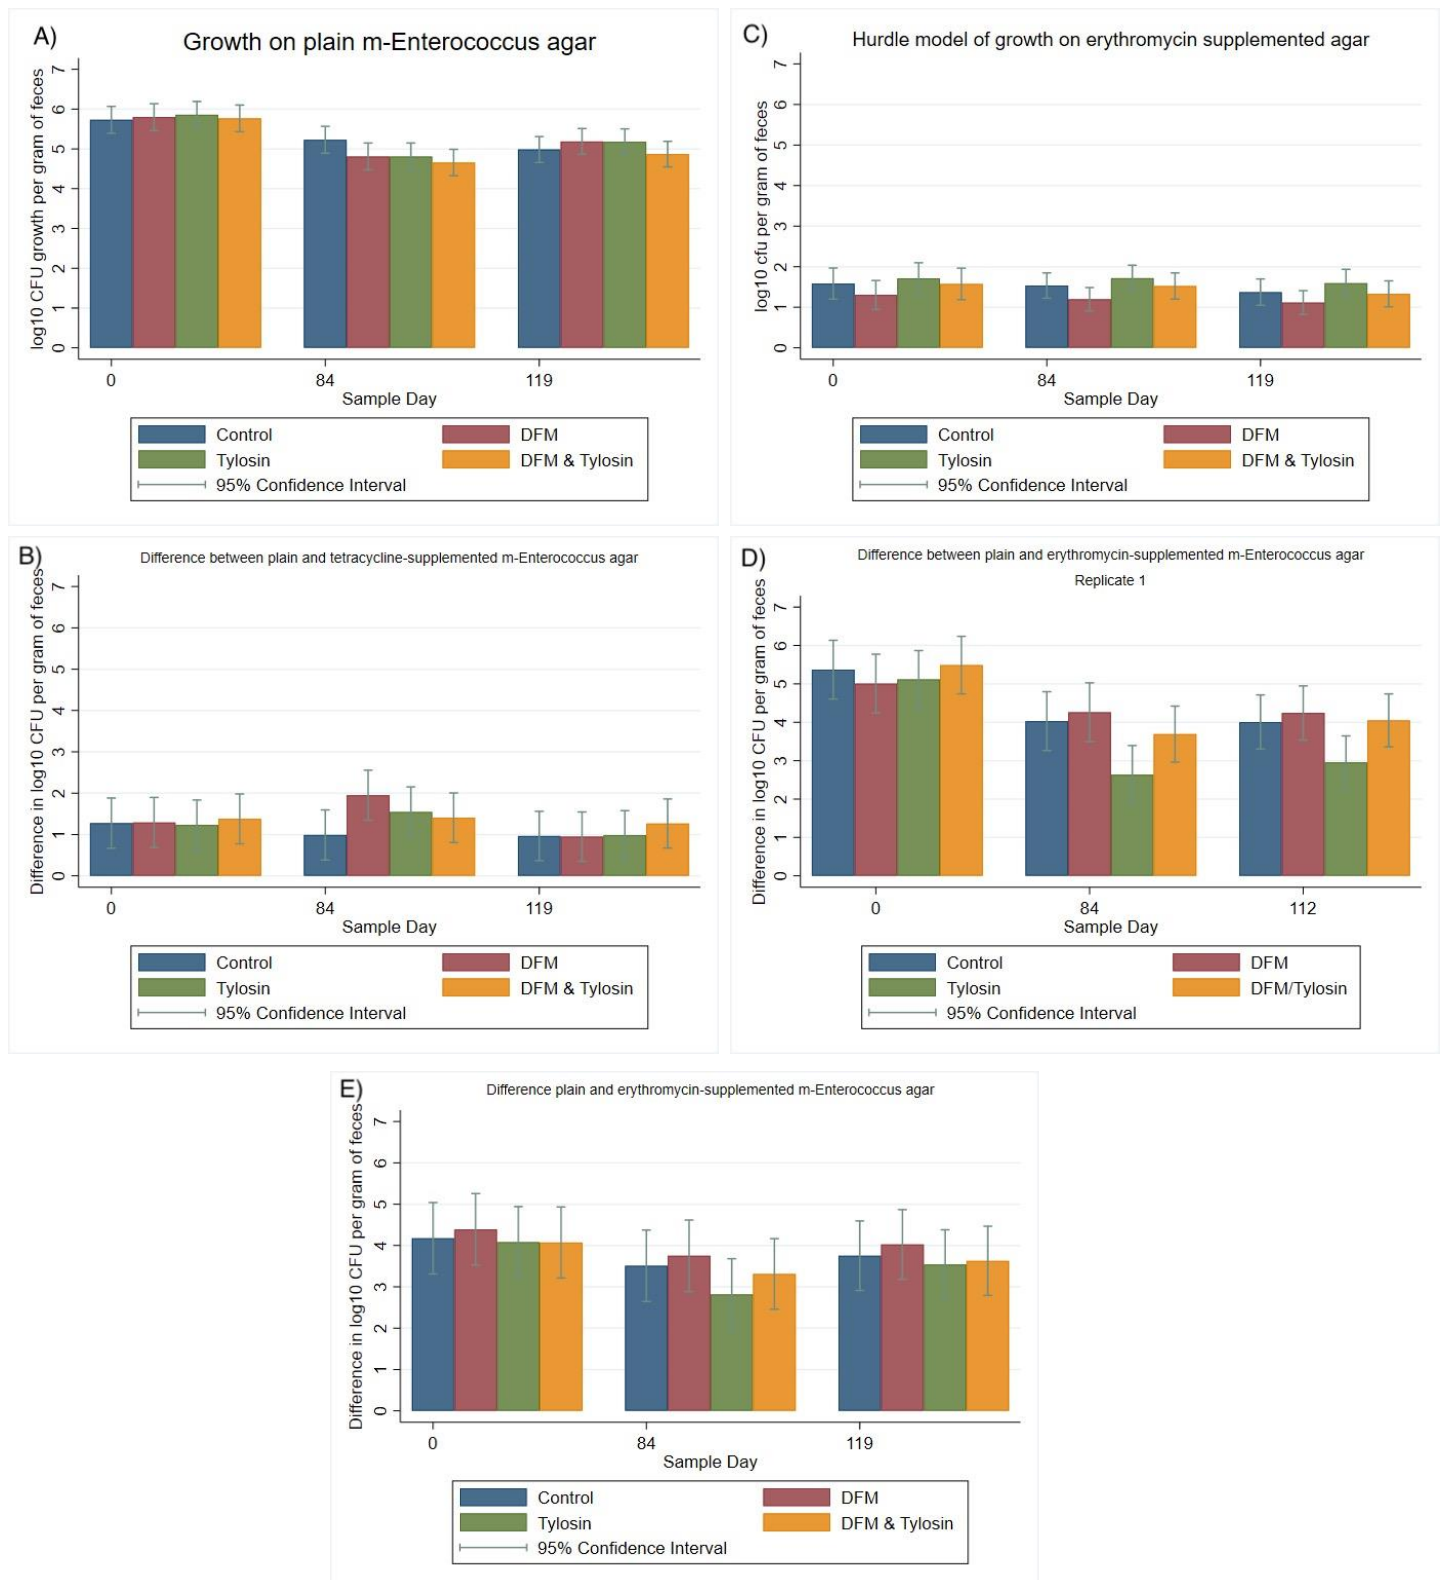 A)
Growth on plain m-Enterococcus agar
log10 CFU growth per gram of feces
7
6
5
4
3
2
1
0
0 84 119
Sample Day
Control DFM
Tylosin DFM & Tylosin
95% Confidence Interval
C)
Hurdle model of growth on erythromycin supplemented agar
log10 cfu per gram of feces
7
6
5
4
3
2
1
0
0 84 119
Sample Day
Control DFM
Tylosin DFM & Tylosin
95% Confidence Interval
B)
Difference between plain and tetracycline-supplemented m-Enterococcus agar
Difference in log10 CFU per gram of feces
7
6
5
4
3
2
1
0
0 84 119
Sample Day
Control DFM
Tylosin DFM & Tylosin
95% Confidence Interval
D)
Difference between plain and erythromycin-supplemented m-Enterococcus agar
Replicate 1
Difference in log10 CFU per gram of feces
7
6
5
4
3
2
1
0
0 84 112
Sample Day
Control DFM
Tylosin DFM/Tylosin
95% Confidence Interval
E)
Difference plain and erythromycin-supplemented m-Enterococcus agar
Difference in log10 CFU per gram of feces
7
6
5
4
3
2
1
0
0 84 119
Sample Day
Control DFM
Tylosin DFM & Tylosin
95% Confidence Interval